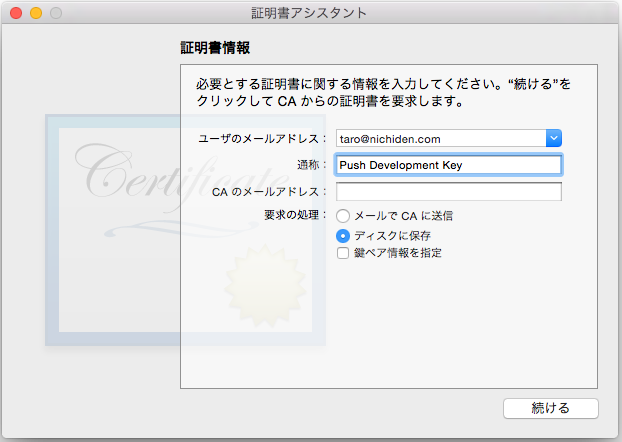 証明書アシスタント
証明書情報
必要とする証明書に関する情報を入力してください。“続ける”を
クリックして CA からの証明書を要求します。
ユーザのメールアドレス： taro@nichiden.com
通称： Push Development Key
CA のメールアドレス：
要求の処理： メールで CA に送信
ディスクに保存
鍵ペア情報を指定
Certificate
続ける